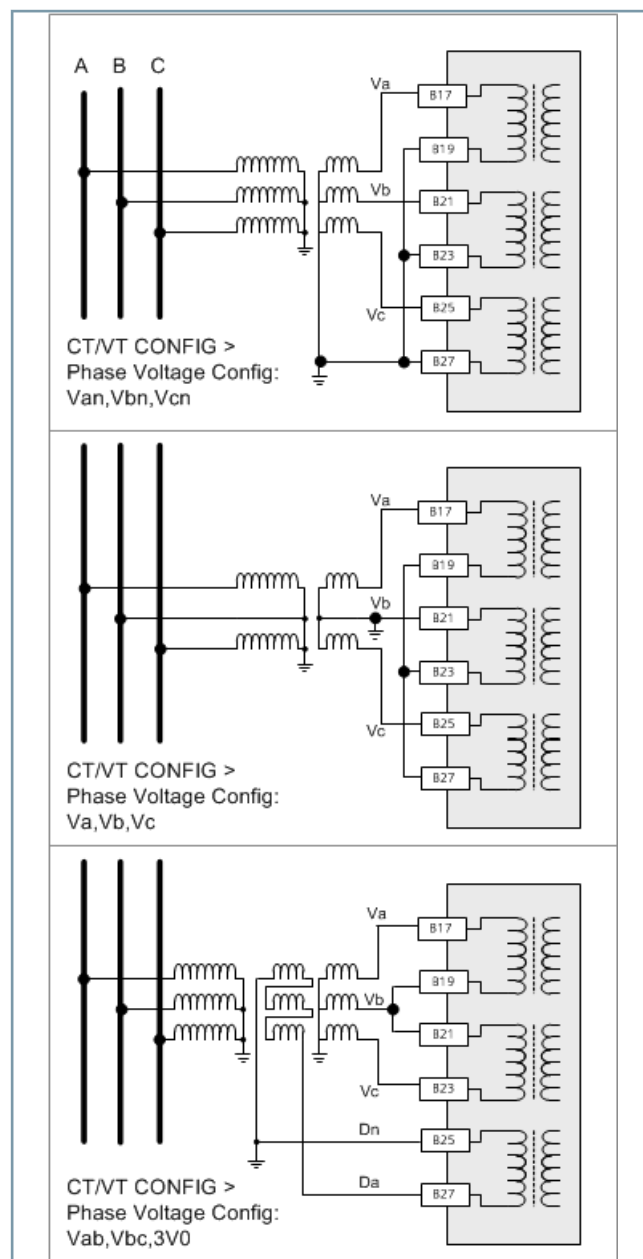 A B C
Va
B17
B19
Vb
B21
B23
Vc
B25
B27
CT/VT CONFIG >
Phase Voltage Config:
Van,Vbn,Vcn
Va
B17
B19
Vb
B21
B23
Vc
B25
B27
CT/VT CONFIG >
Phase Voltage Config:
Va,Vb,Vc
Va
B17
B19
Vb
B21
Vc
B23
Dn
B25
Da
B27
CT/VT CONFIG >
Phase Voltage Config:
Vab,Vbc,3V0